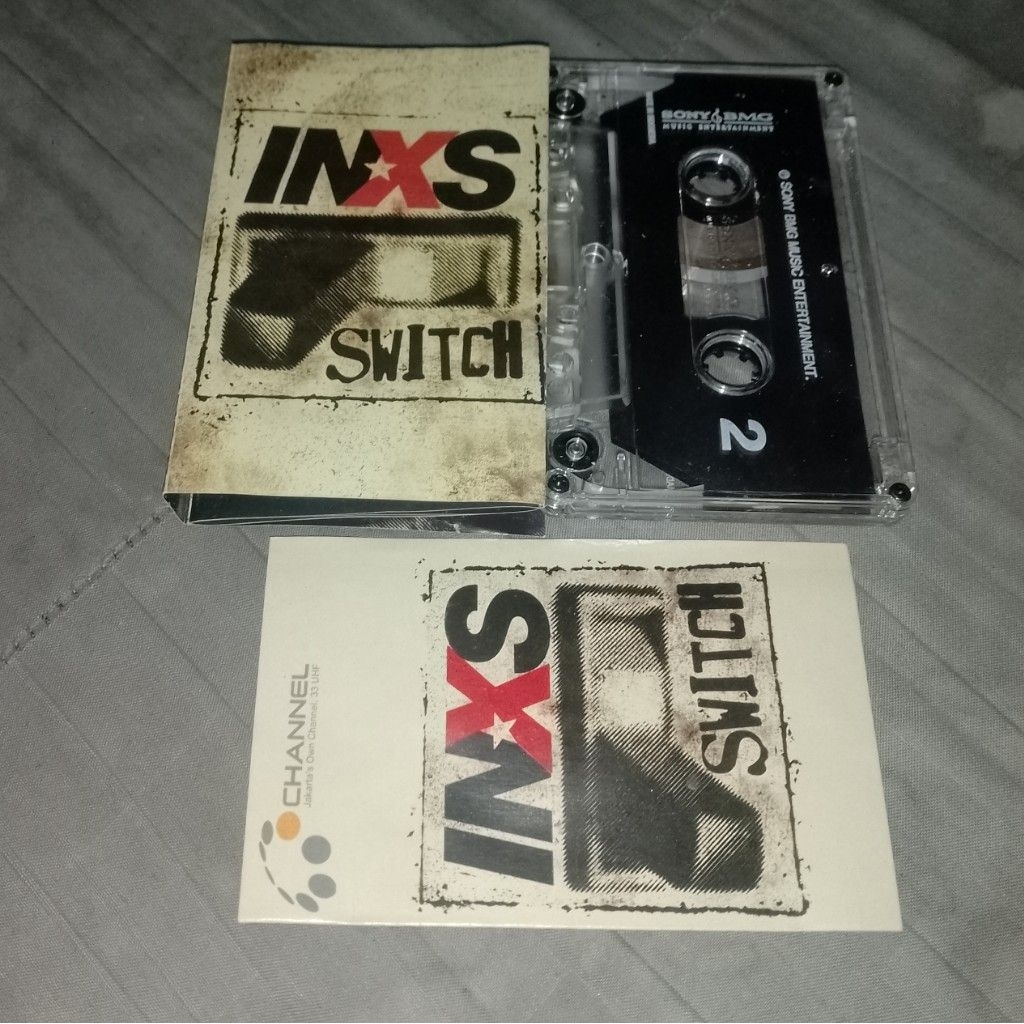 INXS
SWITCH
SONY BMG
MUSIC ENTERTAINMENT
℗ SONY BMG MUSIC ENTERTAINMENT.
2
INXS
SWITCH
CHANNEL
Jakarta's Own Channel, 33 UHF